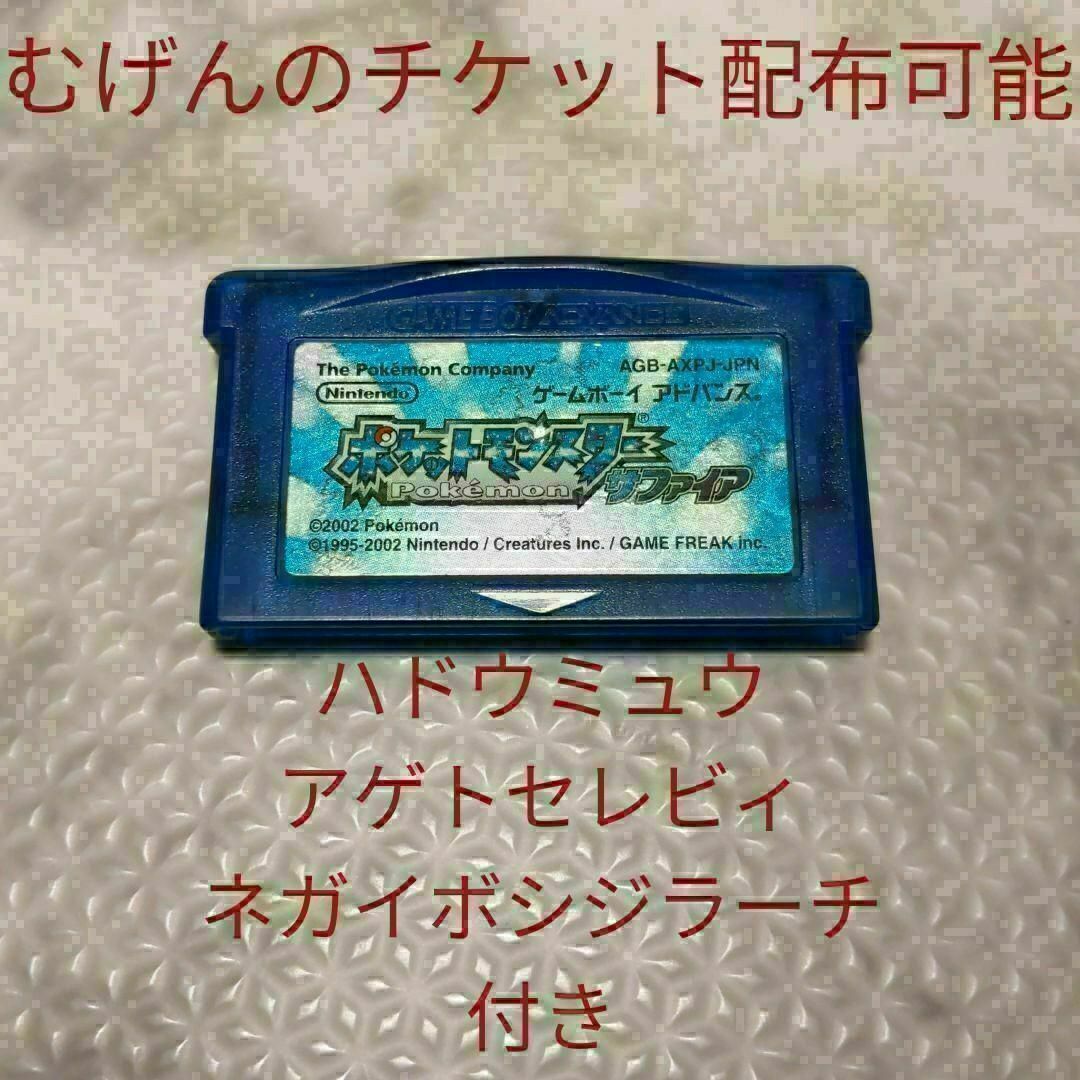 むげんのチケット配布可能
GAME BOY ADVANCE
The Pokémon Company
AGB-AXPJ-JPN
Nintendo
ゲームボーイ アドバンス®
ポケットモンスター®
Pokémon
サファイア
©2002 Pokémon
©1995-2002 Nintendo / Creatures Inc. / GAME FREAK inc.
ハドウミュウ
アゲトセレビィ
ネガイボシジラーチ
付き